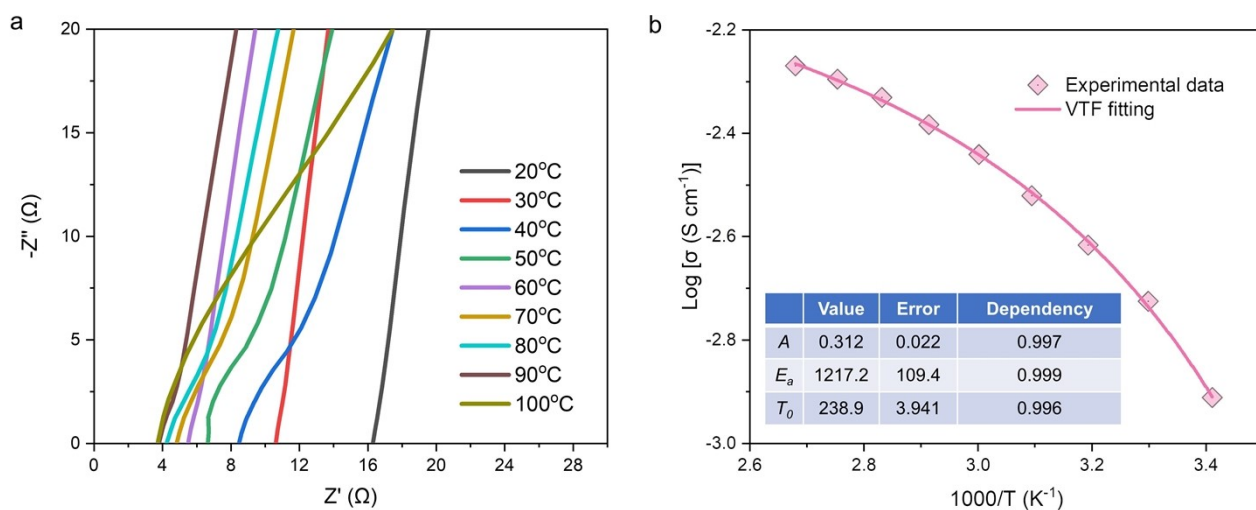 a
20
15
10
5
0
-Z'' (Ω)
0 4 8 12 16 20 24 28
Z' (Ω)
20°C
30°C
40°C
50°C
60°C
70°C
80°C
90°C
100°C
b
-2.2
-2.4
-2.6
-2.8
-3.0
Log [σ (S cm⁻¹)]
2.6 2.8 3.0 3.2 3.4
1000/T (K⁻¹)
Experimental data
VTF fitting
Value Error Dependency
A 0.312 0.022 0.997
Eₐ 1217.2 109.4 0.999
T₀ 238.9 3.941 0.996